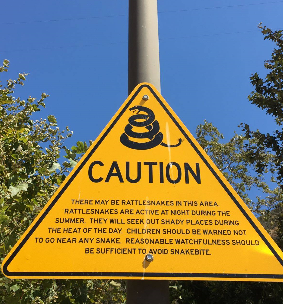 CAUTION
THERE MAY BE RATTLESNAKES IN THIS AREA.
RATTLESNAKES ARE ACTIVE AT NIGHT DURING THE
SUMMER. THEY WILL SEEK OUT SHADY PLACES DURING
THE HEAT OF THE DAY. CHILDREN SHOULD BE WARNED NOT
TO GO NEAR ANY SNAKE. REASONABLE WATCHFULNESS SHOULD
BE SUFFICIENT TO AVOID SNAKEBITE.